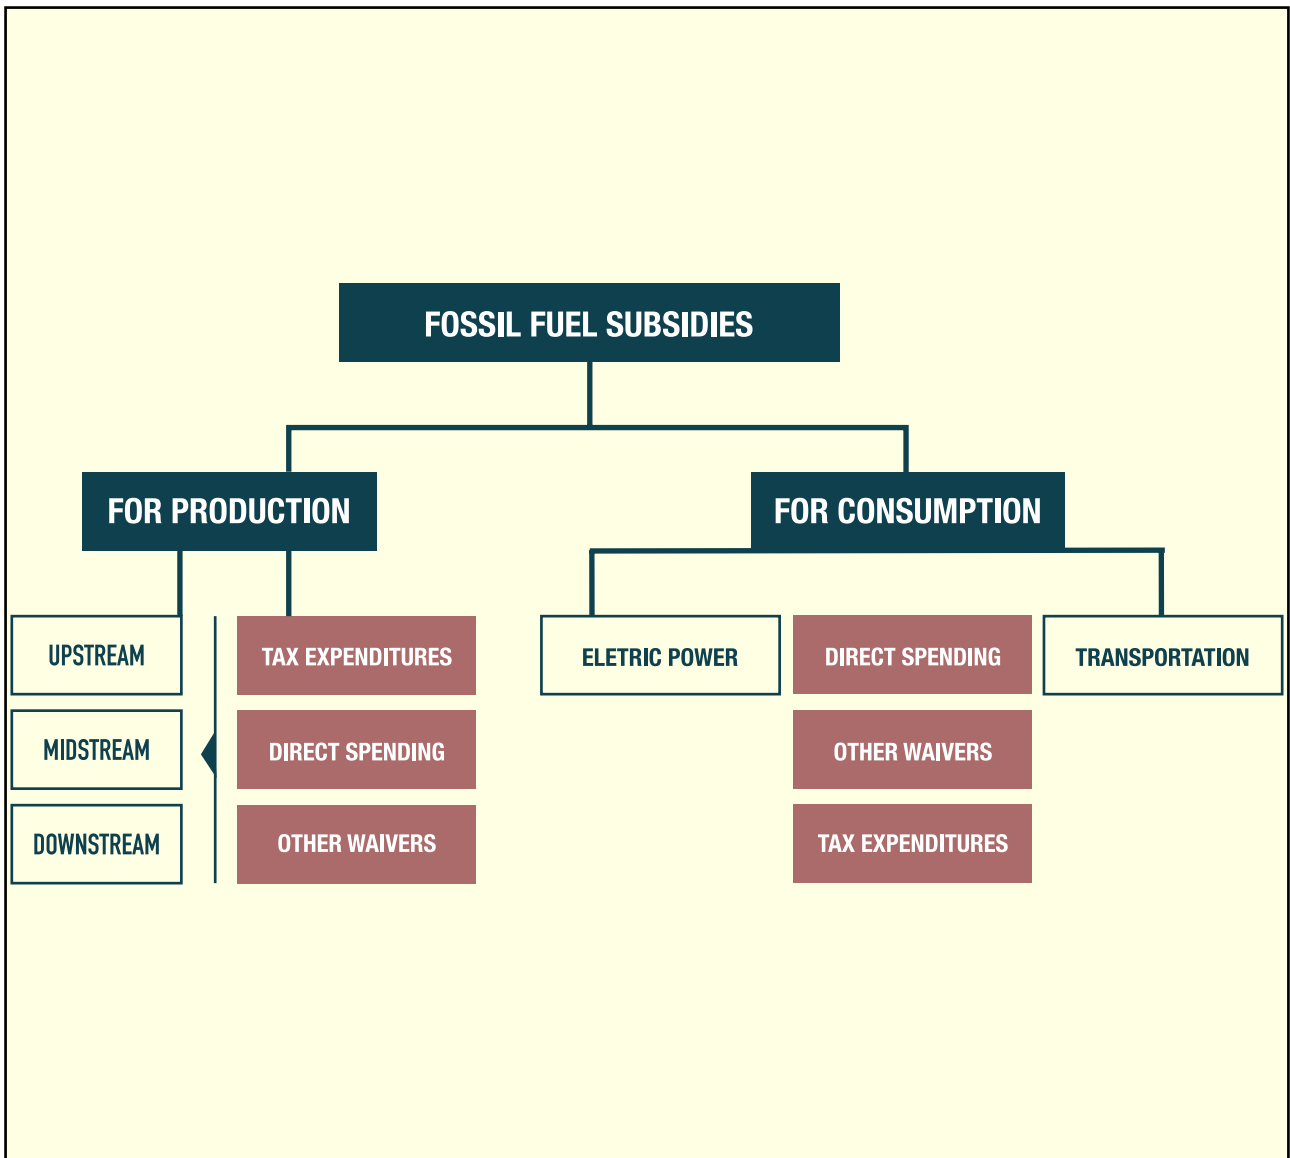 FOSSIL FUEL SUBSIDIES
FOR PRODUCTION
FOR CONSUMPTION
UPSTREAM
TAX EXPENDITURES
ELETRIC POWER
DIRECT SPENDING
TRANSPORTATION
MIDSTREAM
DIRECT SPENDING
OTHER WAIVERS
DOWNSTREAM
OTHER WAIVERS
TAX EXPENDITURES